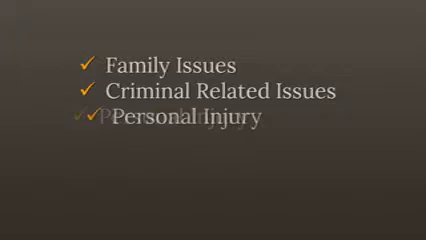 ✓ Family Issues
✓ Criminal Related Issues
✓ Personal Injury